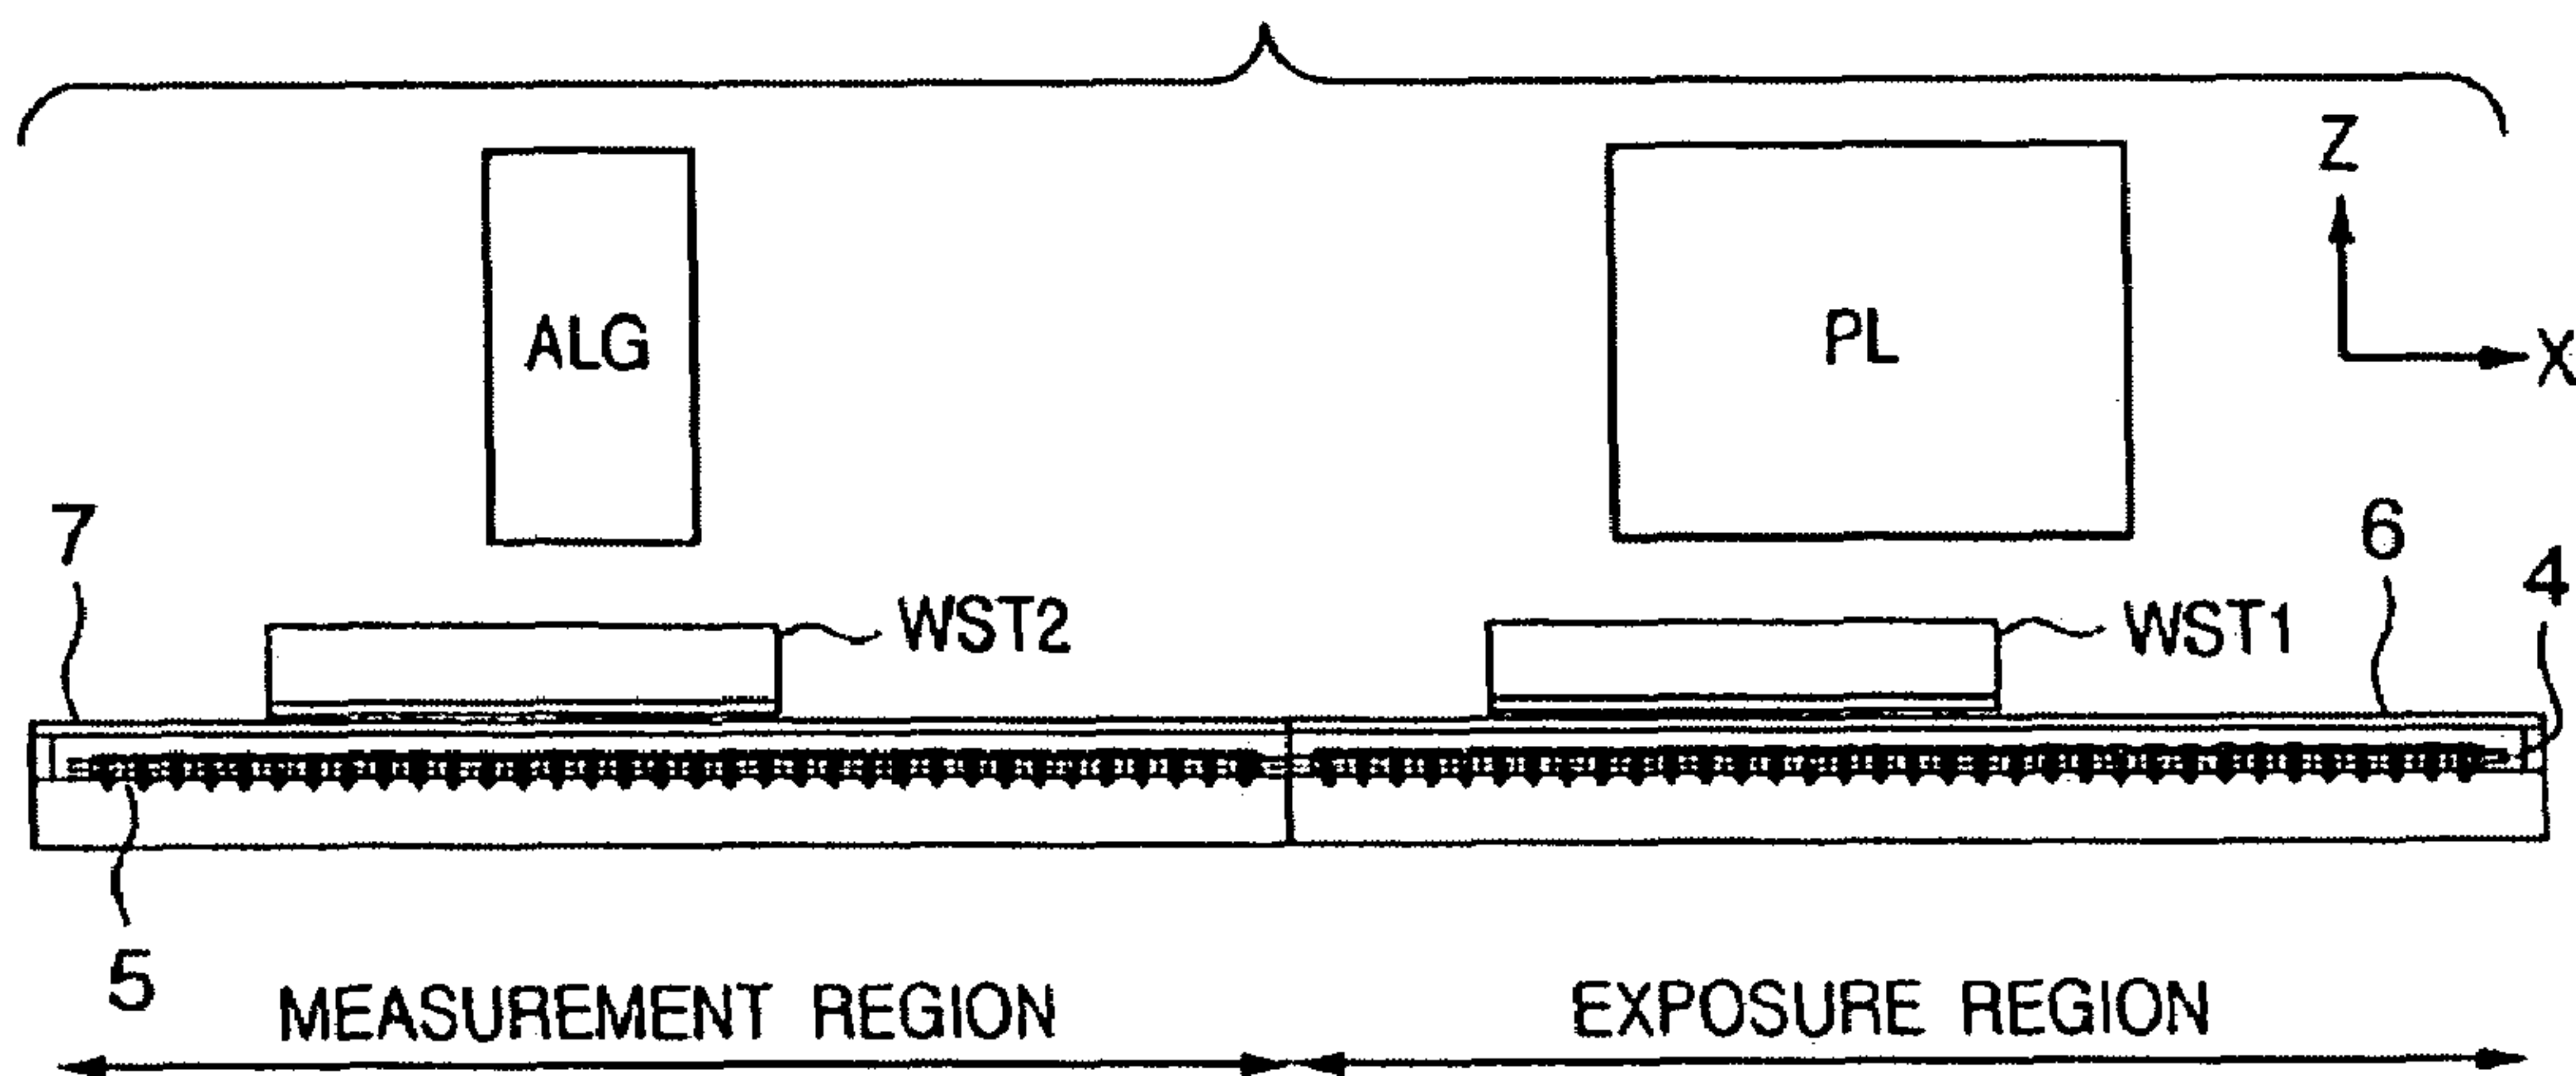 Z
X
ALG
PL
7
6
4
WST2
WST1
5
MEASUREMENT REGION
EXPOSURE REGION